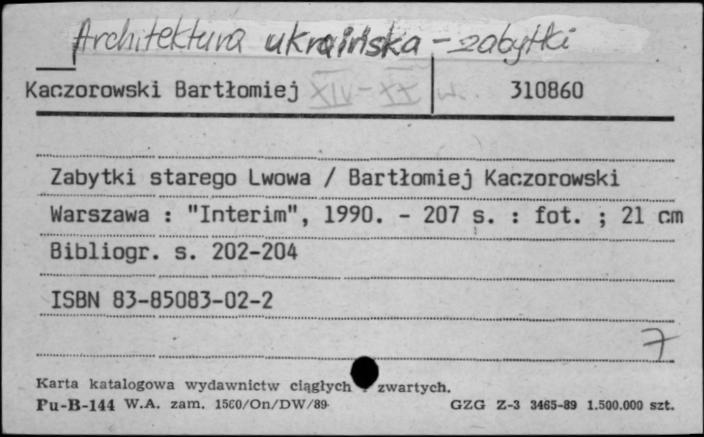 Architektura ukraińska - zabytki
Kaczorowski Bartłomiej XIV-XX w. 310860
Zabytki starego Lwowa / Bartłomiej Kaczorowski
Warszawa : "Interim", 1990. - 207 s. : fot. ; 21 cm
Bibliogr. s. 202-204
ISBN 83-85083-02-2
7
Karta katalogowa wydawnictw ciągłych i zwartych.
Pu-B-144 W.A. zam. 1500/On/DW/89 GZG Z-3 3465-89 1.500.000 szt.